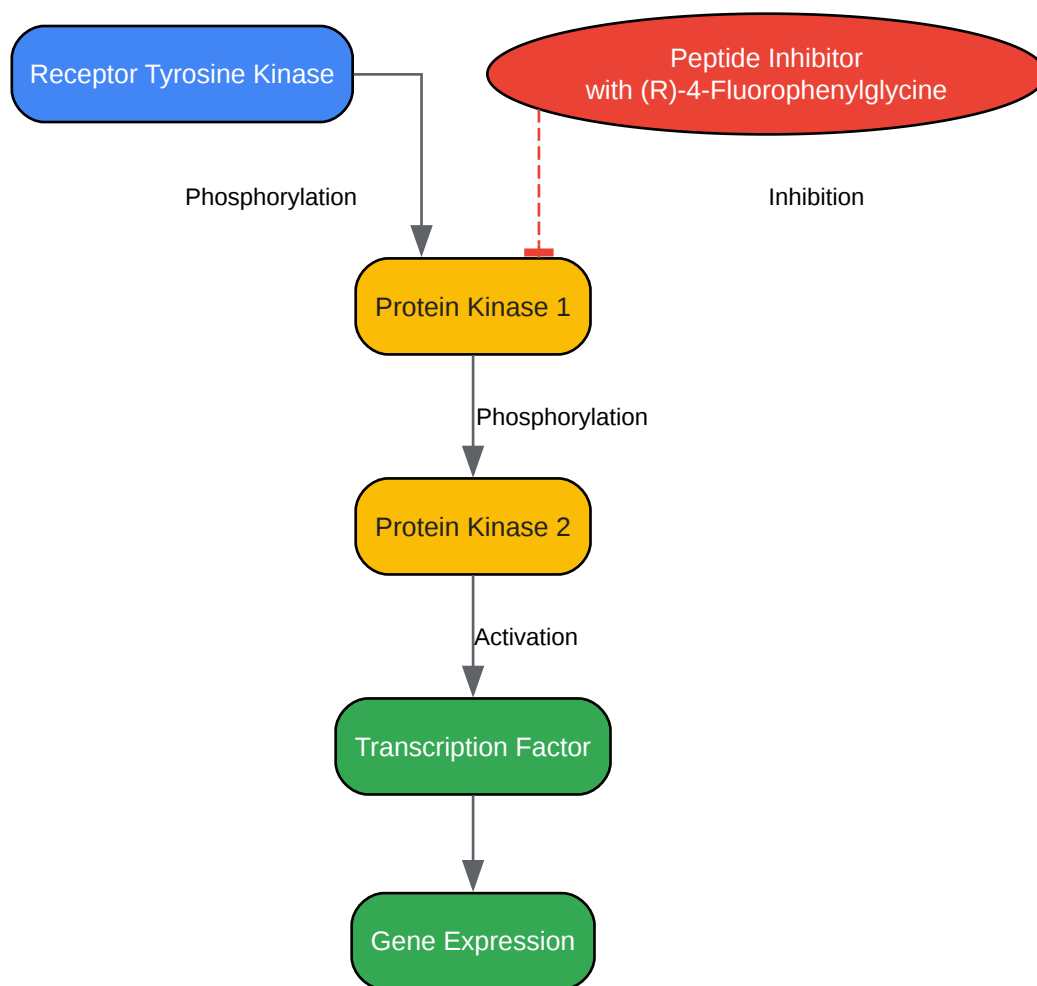 Receptor Tyrosine Kinase
Peptide Inhibitor
with (R)-4-Fluorophenylglycine
Phosphorylation
Inhibition
Protein Kinase 1
Phosphorylation
Protein Kinase 2
Activation
Transcription Factor
Gene Expression